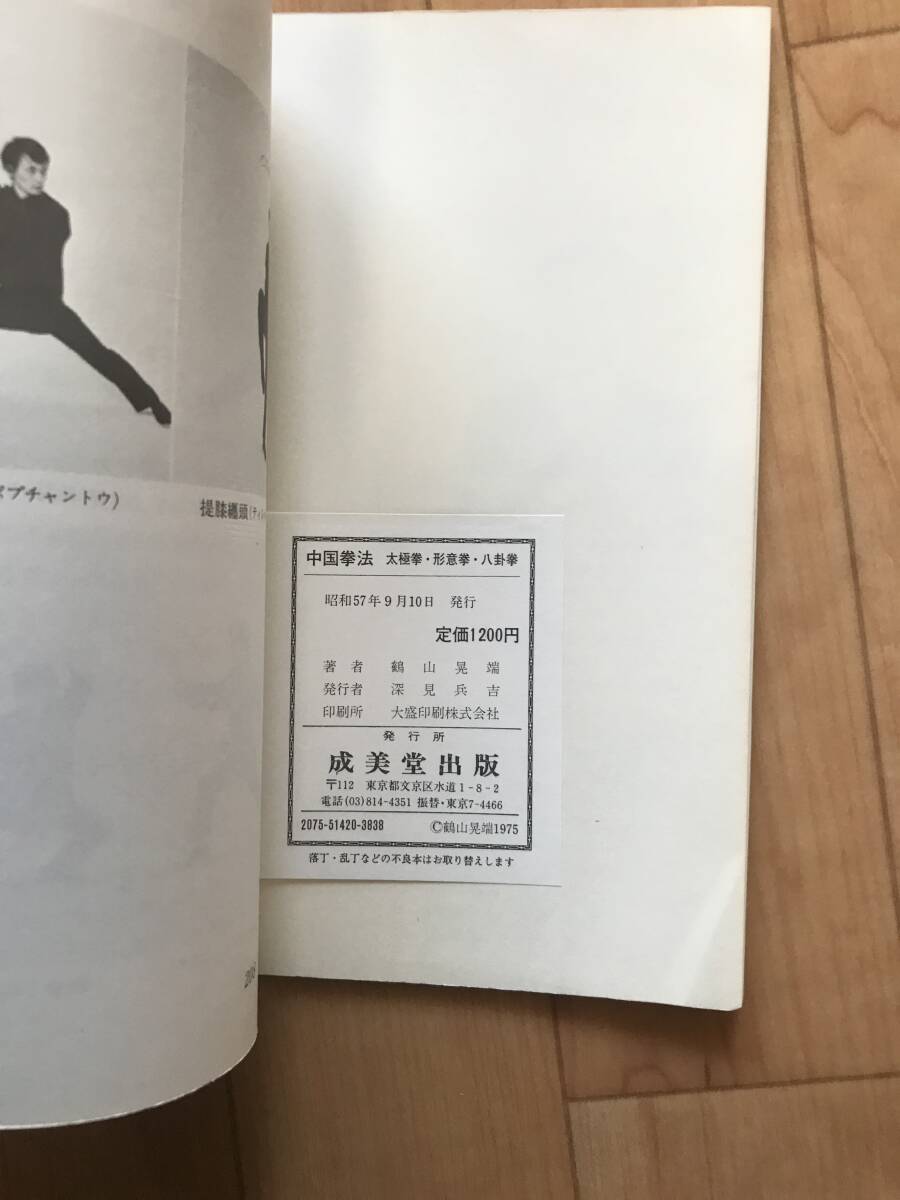 プチャントウ)
提膝纏頭(ティ
中国拳法 太極拳・形意拳・八卦拳
昭和57年9月10日 発行
定価1200円
著者 鶴山晃端
発行者 深見兵吉
印刷所 大盛印刷株式会社
発行所
成美堂出版
〒112 東京都文京区水道1-8-2
電話(03)814-4351 振替・東京7-4466
2075-51420-3838 ©鶴山晃端1975
落丁・乱丁などの不良本はお取り替えします